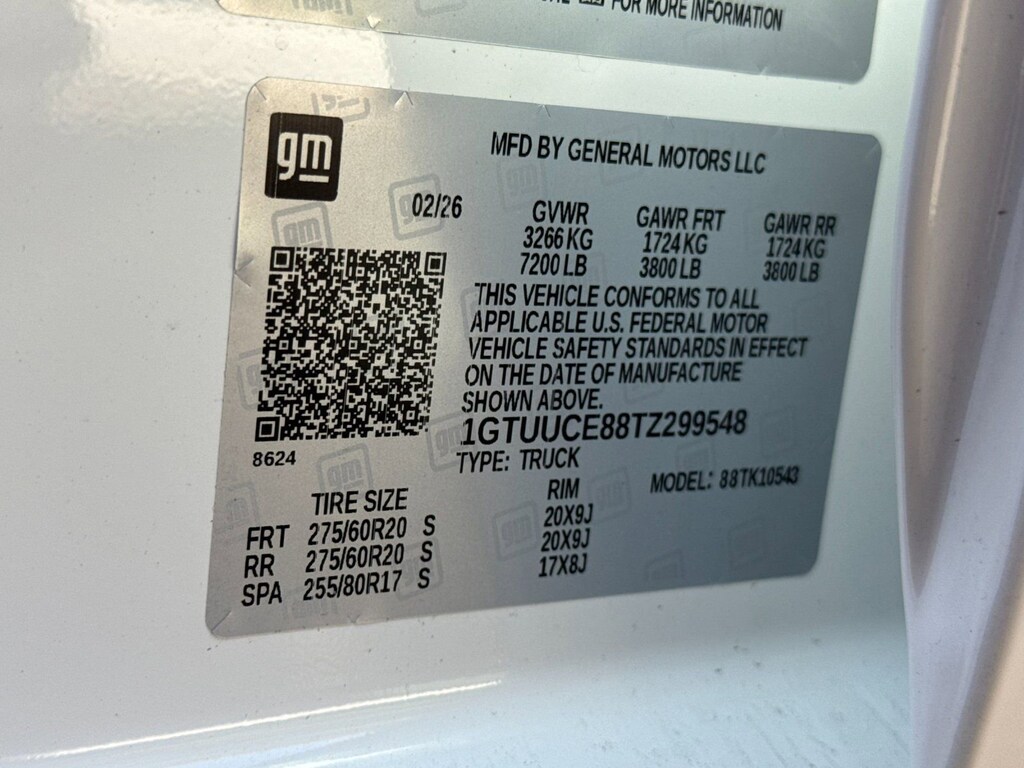 FOR MORE INFORMATION
gm
MFD BY GENERAL MOTORS LLC
02/26
GVWR GAWR FRT GAWR RR
3266 KG 1724 KG 1724 KG
7200 LB 3800 LB 3800 LB
THIS VEHICLE CONFORMS TO ALL
APPLICABLE U.S. FEDERAL MOTOR
VEHICLE SAFETY STANDARDS IN EFFECT
ON THE DATE OF MANUFACTURE
SHOWN ABOVE.
1GTUUCE88TZ299548
8624
TYPE: TRUCK
MODEL: 88TK10543
TIRE SIZE RIM
FRT 275/60R20 S 20X9J
RR 275/60R20 S 20X9J
SPA 255/80R17 S 17X8J